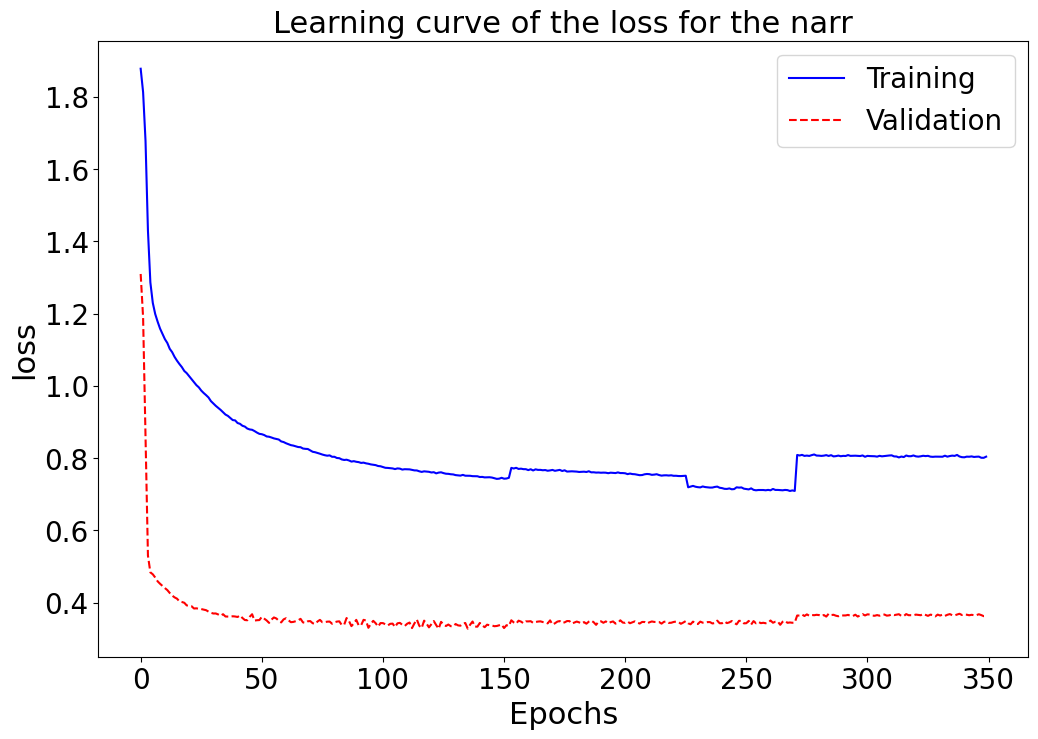 Learning curve of the loss for the narr
Training
Validation
1.8
1.6
1.4
1.2
1.0
0.8
0.6
0.4
loss
0 50 100 150 200 250 300 350
Epochs